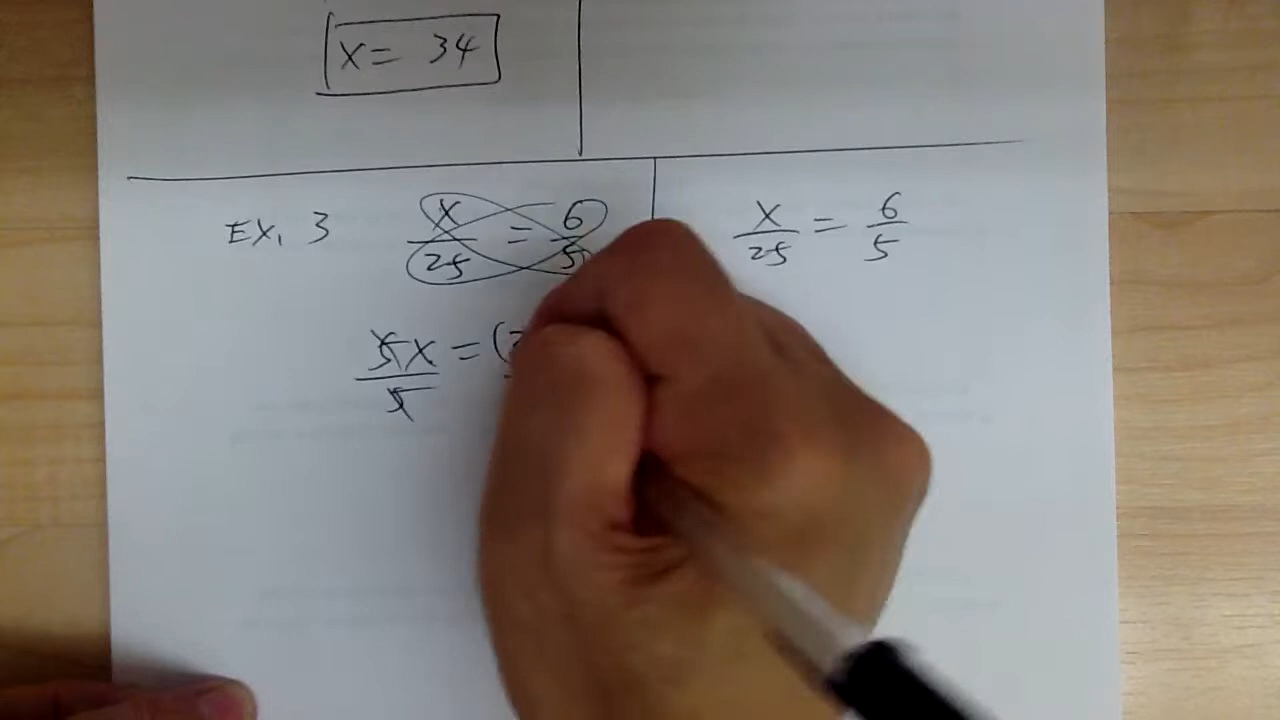 x = 34
Ex. 3
x/25 = 6/5
x/25 = 6/5
5x/5 = (